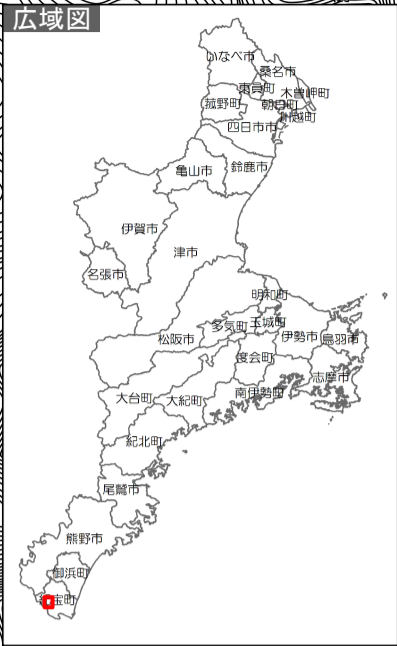 広域図
いなべ市
桑名市
東員町
木曽岬町
菰野町
朝日町
川越町
四日市市
亀山市
鈴鹿市
伊賀市
津市
名張市
明和町
多気町
玉城町
松阪市
伊勢市
鳥羽市
度会町
志摩市
大台町
大紀町
南伊勢町
紀北町
尾鷲市
熊野市
御浜町
紀宝町